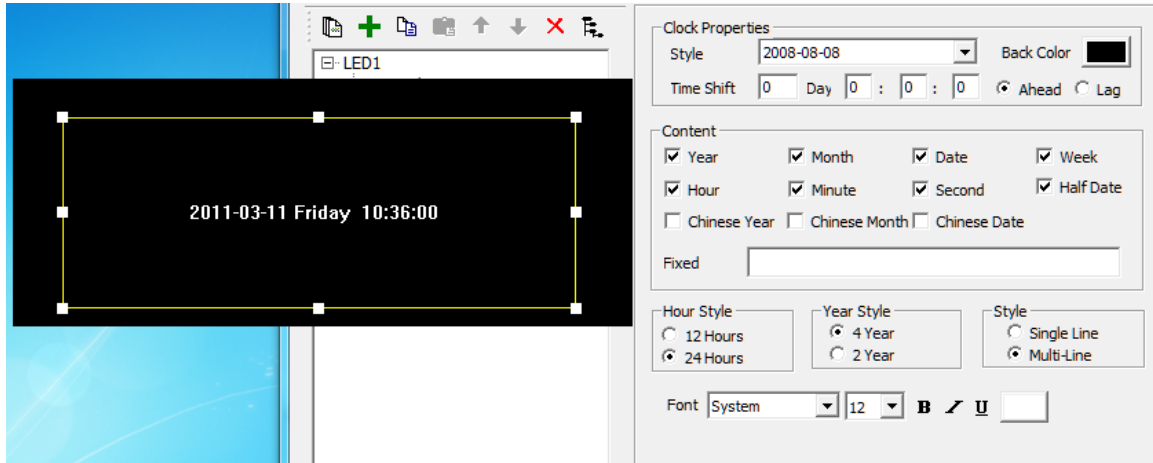 LED1
2011-03-11 Friday 10:36:00
Clock Properties
Style 2008-08-08 Back Color
Time Shift 0 Day 0 : 0 : 0 Ahead Lag
Content
Year Month Date Week
Hour Minute Second Half Date
Chinese Year Chinese Month Chinese Date
Fixed
Hour Style
12 Hours
24 Hours
Year Style
4 Year
2 Year
Style
Single Line
Multi-Line
Font System 12 B I U